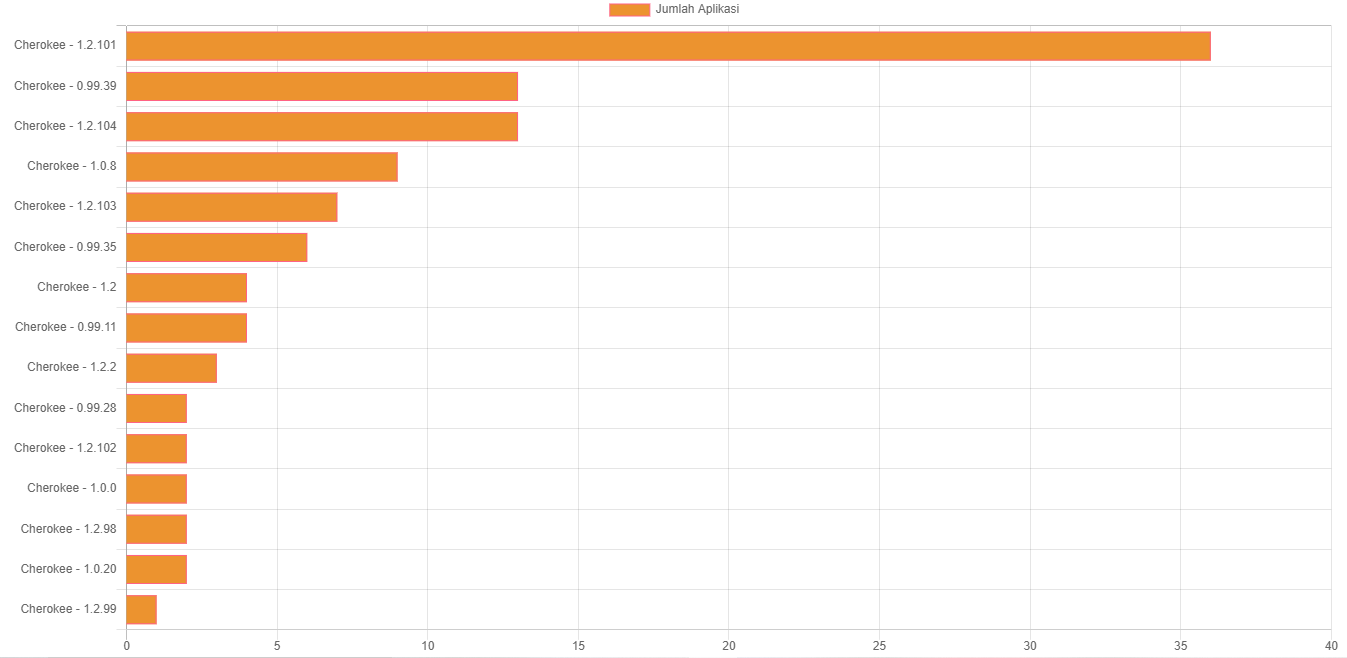 Jumlah Aplikasi
Cherokee - 1.2.101
Cherokee - 0.99.39
Cherokee - 1.2.104
Cherokee - 1.0.8
Cherokee - 1.2.103
Cherokee - 0.99.35
Cherokee - 1.2
Cherokee - 0.99.11
Cherokee - 1.2.2
Cherokee - 0.99.28
Cherokee - 1.2.102
Cherokee - 1.0.0
Cherokee - 1.2.98
Cherokee - 1.0.20
Cherokee - 1.2.99
0 5 10 15 20 25 30 35 40